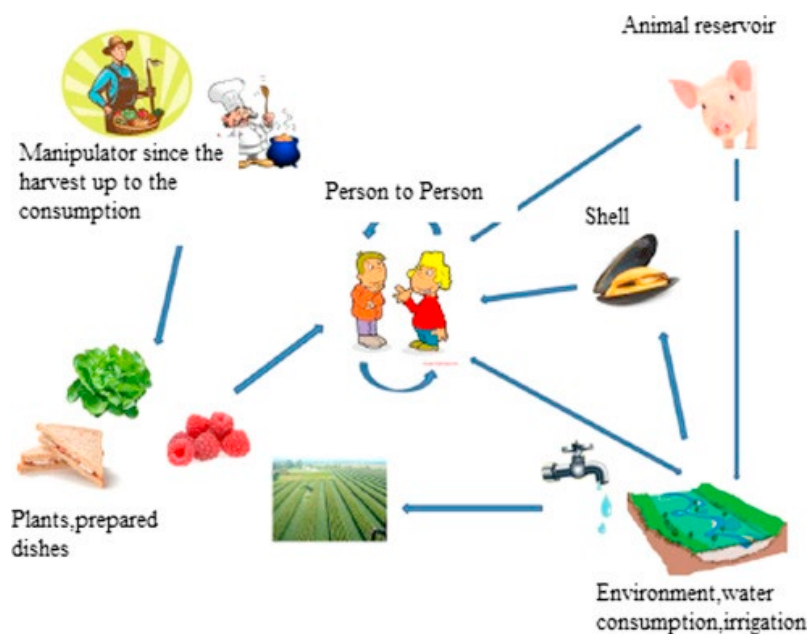 Animal reservoir
Manipulator since the
harvest up to the
consumption
Person to Person
Shell
Plants,prepared
dishes
Environment,water
consumption,irrigation